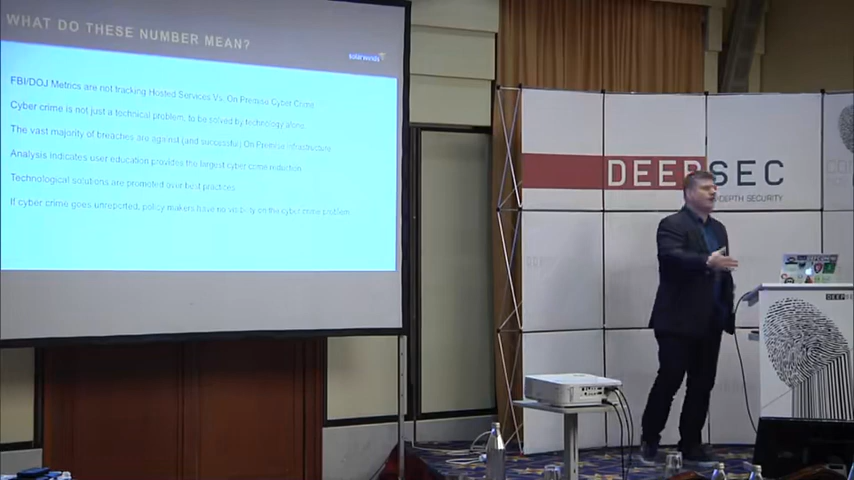 WHAT DO THESE NUMBER MEAN?
solarwinds
FBI/DOJ Metrics are not tracking Hosted Services Vs. On Premise Cyber Crime
Cyber crime is not just a technical problem, to be solved by technology alone
The vast majority of breaches are against (and successful) On Premise infrastructure
Analysis indicates user education provides the largest cyber crime reduction
Technological solutions are promoted over best practices
If cyber crime goes unreported, policy makers have no visibility on the cyber crime problem
DEEPSEC
DEPTH SECURITY
DEEP